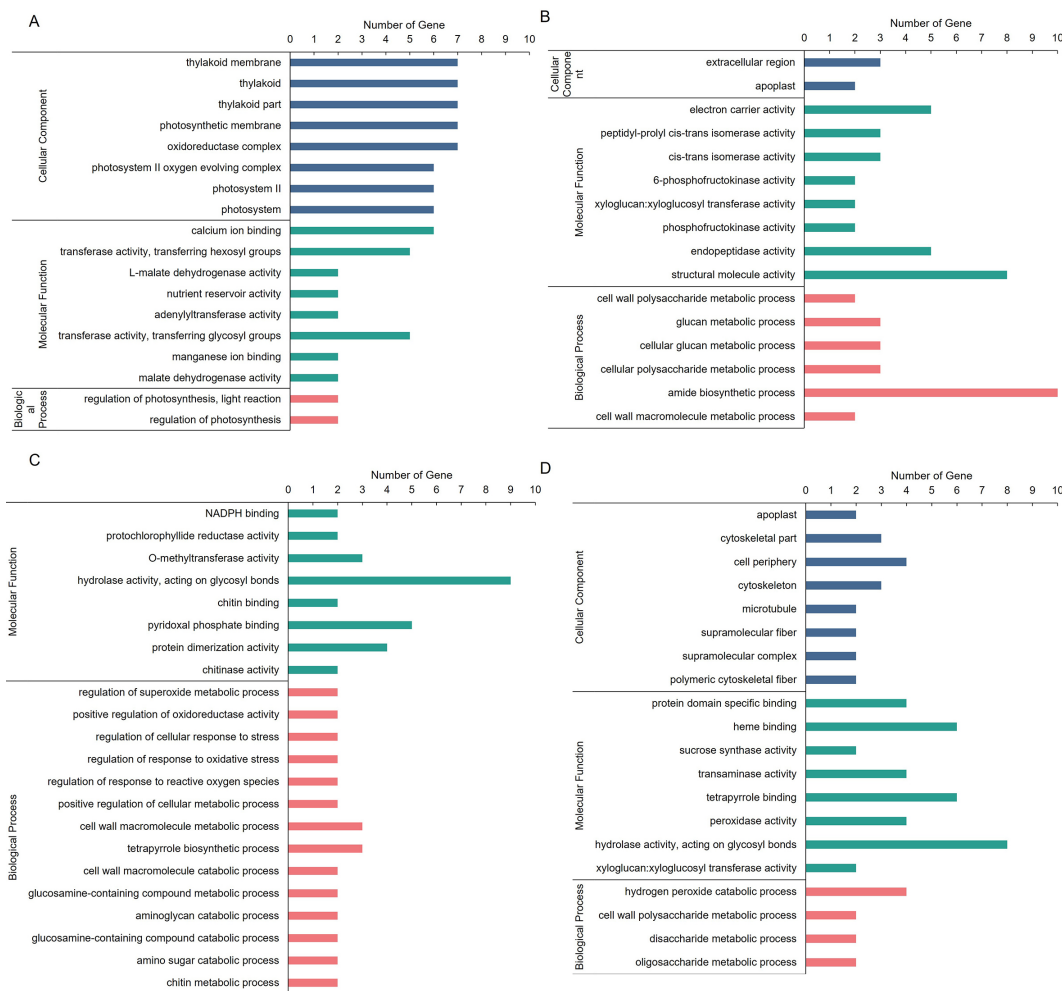 A
Number of Gene
0 1 2 3 4 5 6 7 8 9 10
Cellular Component
thylakoid membrane
thylakoid
thylakoid part
photosynthetic membrane
oxidoreductase complex
photosystem II oxygen evolving complex
photosystem II
photosystem
Molecular Function
calcium ion binding
transferase activity, transferring hexosyl groups
L-malate dehydrogenase activity
nutrient reservoir activity
adenylyltransferase activity
transferase activity, transferring glycosyl groups
manganese ion binding
malate dehydrogenase activity
Biologic
al
Process
regulation of photosynthesis, light reaction
regulation of photosynthesis
B
Number of Gene
0 1 2 3 4 5 6 7 8 9 10
Cellular
Compone
nt
extracellular region
apoplast
Molecular Function
electron carrier activity
peptidyl-prolyl cis-trans isomerase activity
cis-trans isomerase activity
6-phosphofructokinase activity
xyloglucan:xyloglucosyl transferase activity
phosphofructokinase activity
endopeptidase activity
structural molecule activity
Biological Process
cell wall polysaccharide metabolic process
glucan metabolic process
cellular glucan metabolic process
cellular polysaccharide metabolic process
amide biosynthetic process
cell wall macromolecule metabolic process
C
Number of Gene
0 1 2 3 4 5 6 7 8 9 10
Molecular Function
NADPH binding
protochlorophyllide reductase activity
O-methyltransferase activity
hydrolase activity, acting on glycosyl bonds
chitin binding
pyridoxal phosphate binding
protein dimerization activity
chitinase activity
Biological Process
regulation of superoxide metabolic process
positive regulation of oxidoreductase activity
regulation of cellular response to stress
regulation of response to oxidative stress
regulation of response to reactive oxygen species
positive regulation of cellular metabolic process
cell wall macromolecule metabolic process
tetrapyrrole biosynthetic process
cell wall macromolecule catabolic process
glucosamine-containing compound metabolic process
aminoglycan catabolic process
glucosamine-containing compound catabolic process
amino sugar catabolic process
chitin metabolic process
D
Number of Gene
0 1 2 3 4 5 6 7 8 9 10
Cellular Component
apoplast
cytoskeletal part
cell periphery
cytoskeleton
microtubule
supramolecular fiber
supramolecular complex
polymeric cytoskeletal fiber
Molecular Function
protein domain specific binding
heme binding
sucrose synthase activity
transaminase activity
tetrapyrrole binding
peroxidase activity
hydrolase activity, acting on glycosyl bonds
xyloglucan:xyloglucosyl transferase activity
Biological Process
hydrogen peroxide catabolic process
cell wall polysaccharide metabolic process
disaccharide metabolic process
oligosaccharide metabolic process